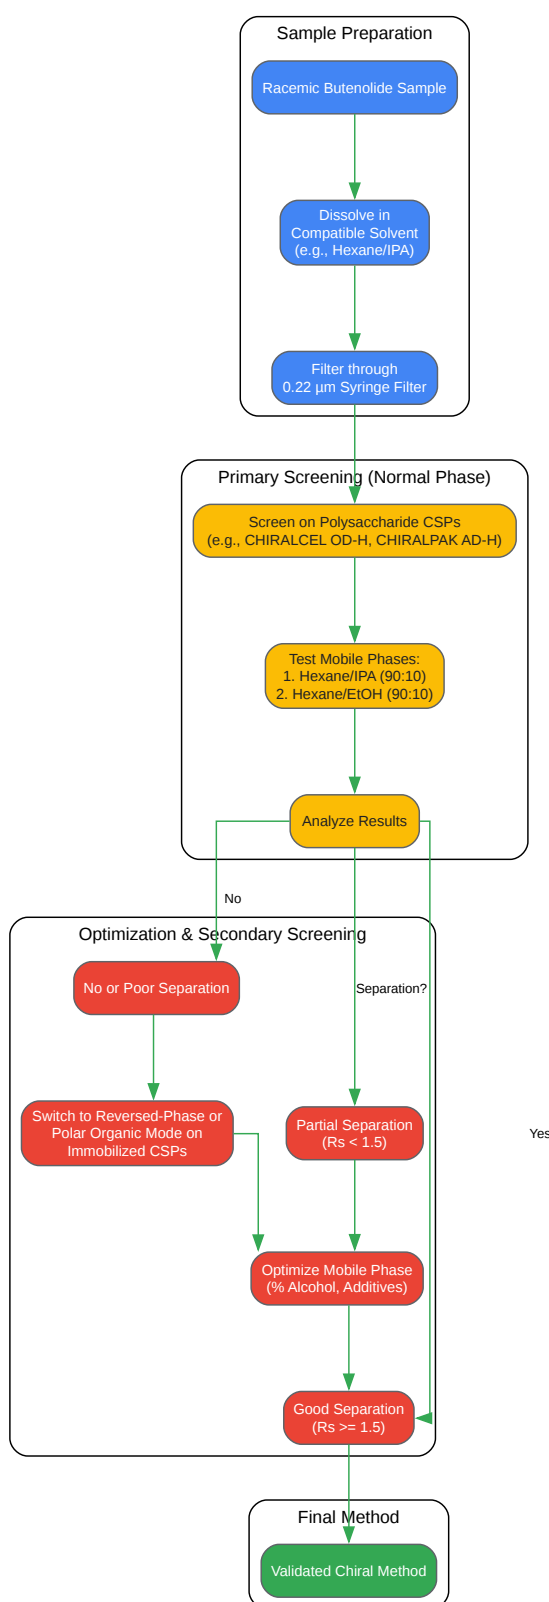 Sample Preparation
Racemic Butenolide Sample
Dissolve in
Compatible Solvent
(e.g., Hexane/IPA)
Filter through
0.22 µm Syringe Filter
Primary Screening (Normal Phase)
Screen on Polysaccharide CSPs
(e.g., CHIRALCEL OD-H, CHIRALPAK AD-H)
Test Mobile Phases:
1. Hexane/IPA (90:10)
2. Hexane/EtOH (90:10)
Analyze Results
No
Optimization & Secondary Screening
No or Poor Separation
Separation?
Switch to Reversed-Phase or
Polar Organic Mode on
Immobilized CSPs
Partial Separation
(Rs < 1.5)
Yes
Optimize Mobile Phase
(% Alcohol, Additives)
Good Separation
(Rs >= 1.5)
Final Method
Validated Chiral Method